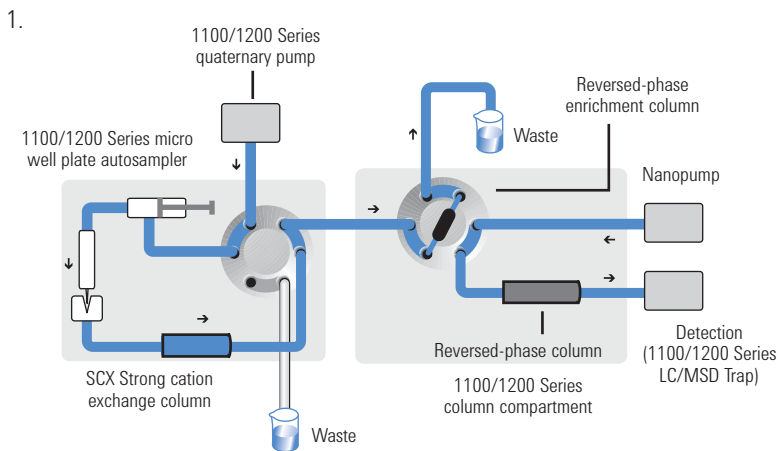 1.
1100/1200 Series
quaternary pump
Reversed-phase
enrichment column
Waste
1100/1200 Series micro
well plate autosampler
Nanopump
Reversed-phase column
Detection
(1100/1200 Series
LC/MSD Trap)
SCX Strong cation
exchange column
1100/1200 Series
column compartment
Waste